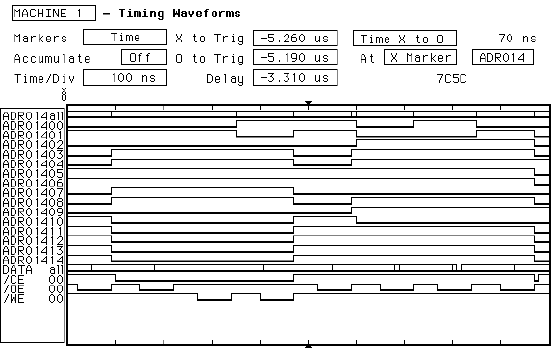 MACHINE 1 - Timing Waveforms
Markers Time X to Trig -5.260 us Time X to O 70 ns
Accumulate Off O to Trig -5.190 us At X Marker ADR014
Time/Div 100 ns Delay -3.310 us 7C5C
ADR014all
ADR01400
ADR01401
ADR01402
ADR01403
ADR01404
ADR01405
ADR01406
ADR01407
ADR01408
ADR01409
ADR01410
ADR01411
ADR01412
ADR01413
ADR01414
DATA all
/CE 00
/OE 00
/WE 00